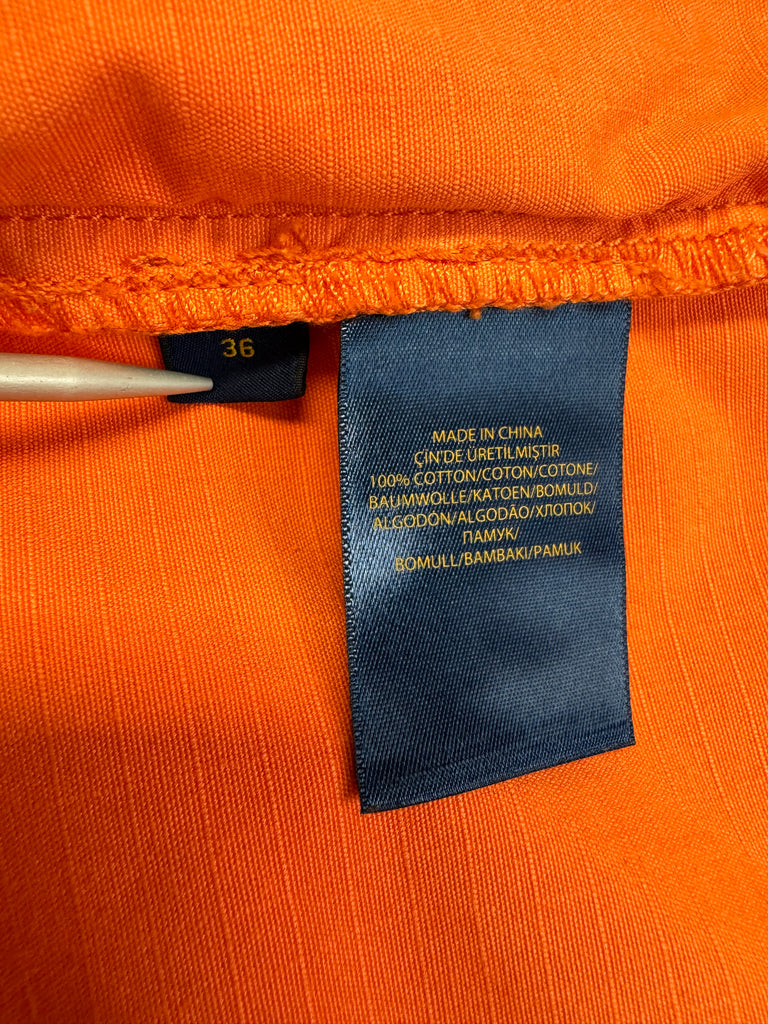 36
MADE IN CHINA
ÇİN'DE ÜRETİLMİŞTİR
100% COTTON/COTON/COTONE/
BAUMWOLLE/KATOEN/BOMULD/
ALGODÓN/ALGODÃO/ХЛОПОК/
ПАМУК/
BOMULL/BAMBAKI/PAMUK